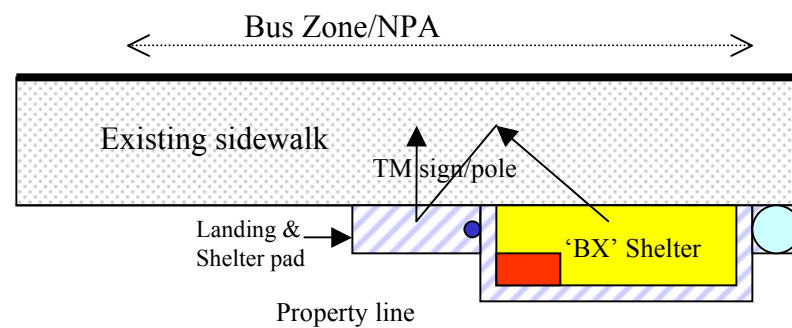 Bus Zone/NPA
Existing sidewalk
TM sign/pole
Landing &
Shelter pad
‘BX’ Shelter
Property line